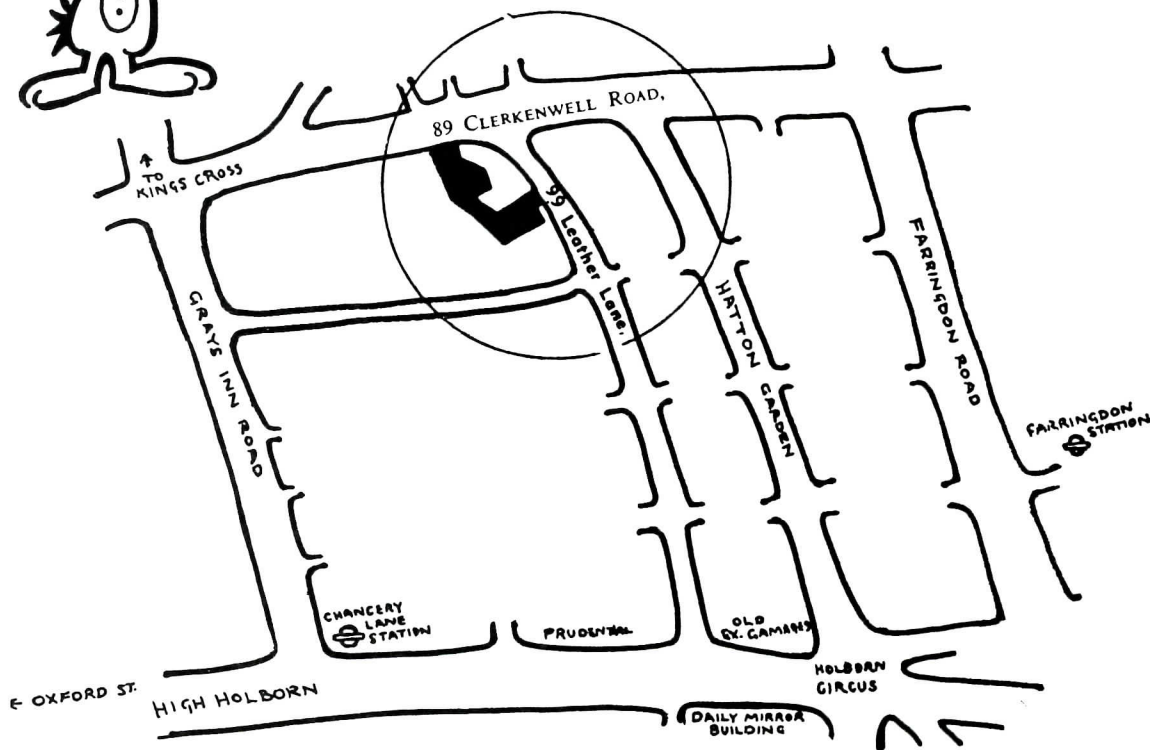 89 CLERKENWELL ROAD,
↑
TO
KINGS CROSS
99 Leather Lane,
GRAYS INN ROAD
HATTON GARDEN
FARRINGDON ROAD
FARRINGDON
STATION
CHANCERY
LANE
STATION
PRUDENTIAL
OLD
GX. GAMAGES
HOLBORN
CIRCUS
← OXFORD ST.
HIGH HOLBORN
DAILY MIRROR
BUILDING